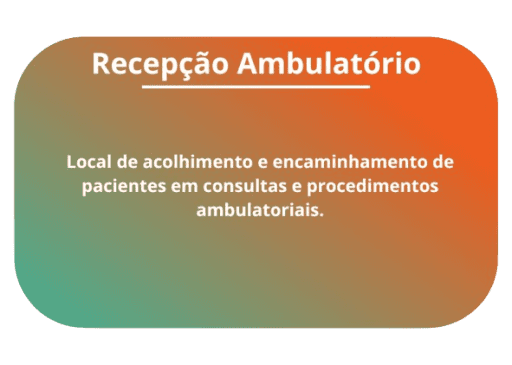 Recepção Ambulatório
Local de acolhimento e encaminhamento de
pacientes em consultas e procedimentos
ambulatoriais.